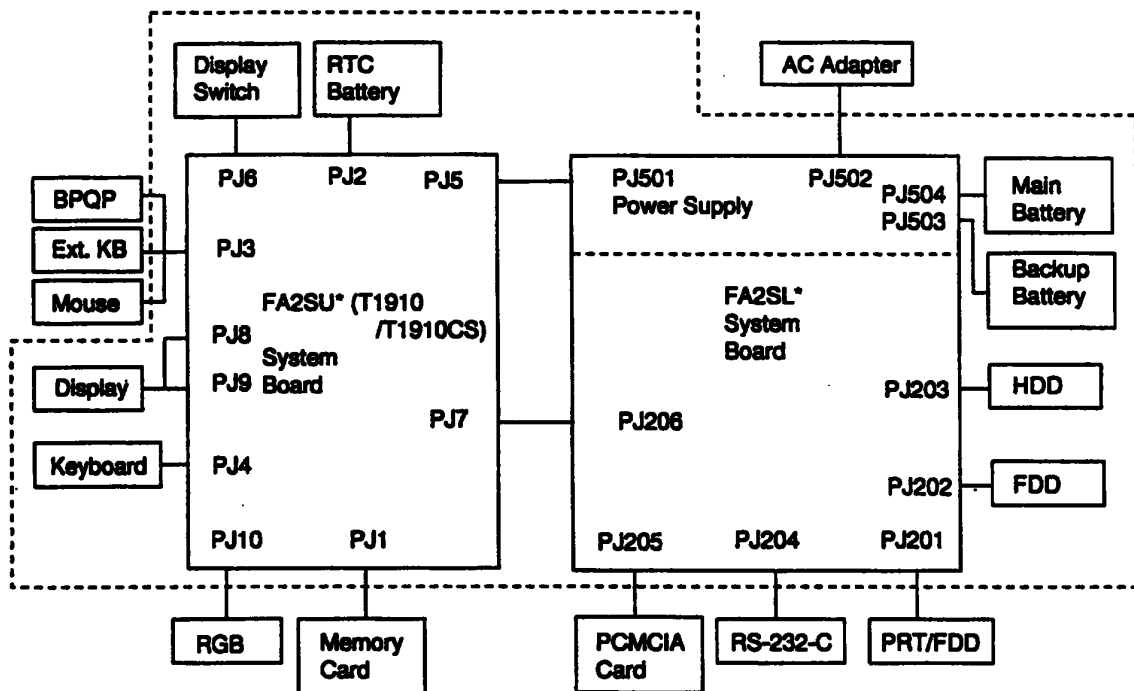 Display
Switch
RTC
Battery
AC Adapter
PJ6
PJ2
PJ5
PJ501
Power Supply
PJ502
PJ504
PJ503
Main
Battery
BPQP
Ext. KB
Mouse
PJ3
Backup
Battery
FA2SU* (T1910
/T1910CS)
System
Board
FA2SL*
System
Board
PJ8
Display
PJ9
PJ203
HDD
PJ7
PJ206
Keyboard
PJ4
PJ202
FDD
PJ10
PJ1
PJ205
PJ204
PJ201
RGB
Memory
Card
PCMCIA
Card
RS-232-C
PRT/FDD